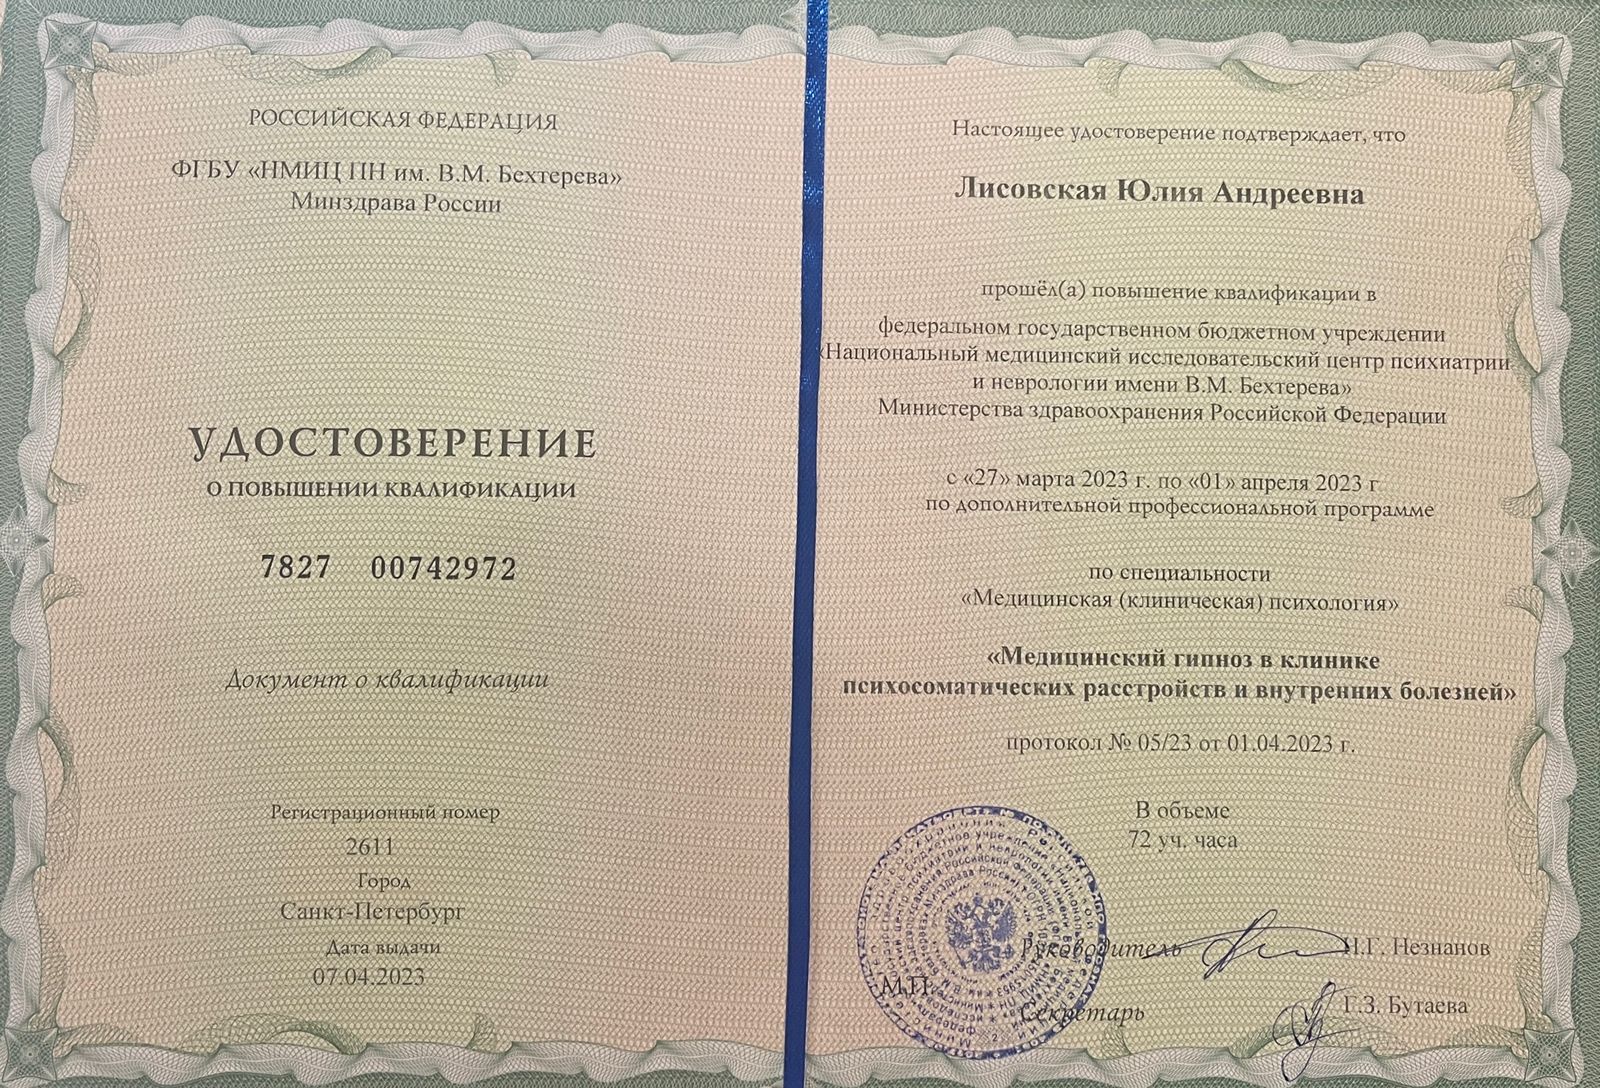 РОССИЙСКАЯ ФЕДЕРАЦИЯ
ФГБУ «НМИЦ ПН им. В.М. Бехтерева»
Минздрава России
УДОСТОВЕРЕНИЕ
О ПОВЫШЕНИИ КВАЛИФИКАЦИИ
7827 00742972
Документ о квалификации
Регистрационный номер
2611
Город
Санкт-Петербург
Дата выдачи
07.04.2023
Настоящее удостоверение подтверждает, что
Лисовская Юлия Андреевна
прошёл(а) повышение квалификации в
федеральном государственном бюджетном учреждении
«Национальный медицинский исследовательский центр психиатрии
и неврологии имени В.М. Бехтерева»
Министерства здравоохранения Российской Федерации
с «27» марта 2023 г. по «01» апреля 2023 г
по дополнительной профессиональной программе
по специальности
«Медицинская (клиническая) психология»
«Медицинский гипноз в клинике
психосоматических расстройств и внутренних болезней»
протокол № 05/23 от 01.04.2023 г.
В объеме
72 уч. часа
Руководитель Н.Г. Незнанов
М.П.
Секретарь Г.З. Бутаева